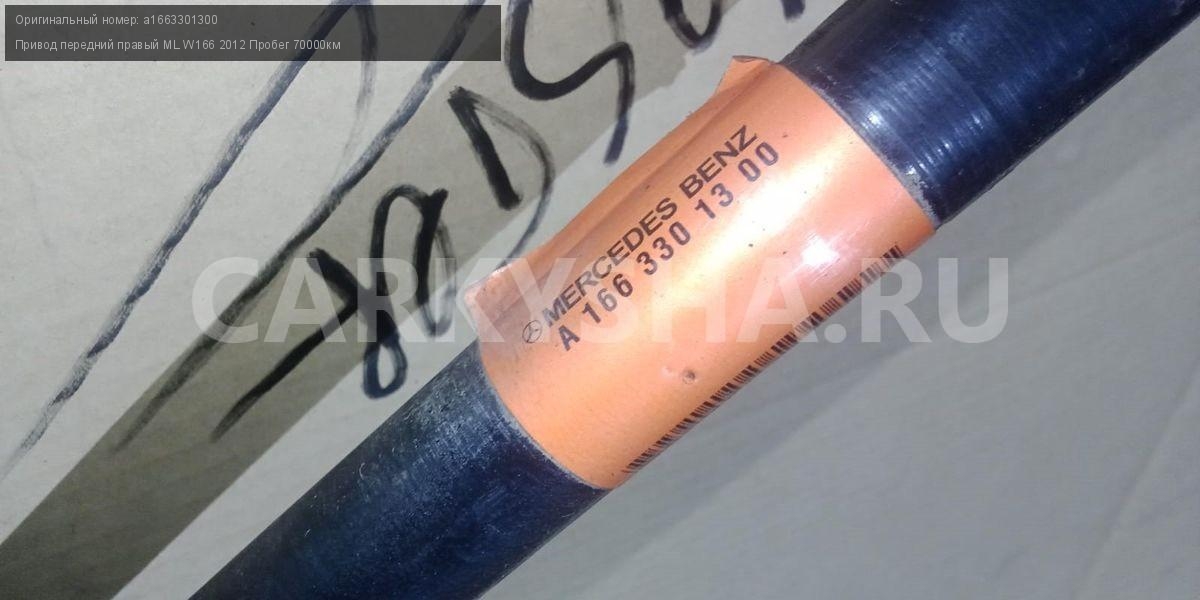 Оригинальный номер: a1663301300
Привод передний правый ML W166 2012 Пробег 70000км
MERCEDES BENZ
A 166 330 13 00
CARKYSHA.RU